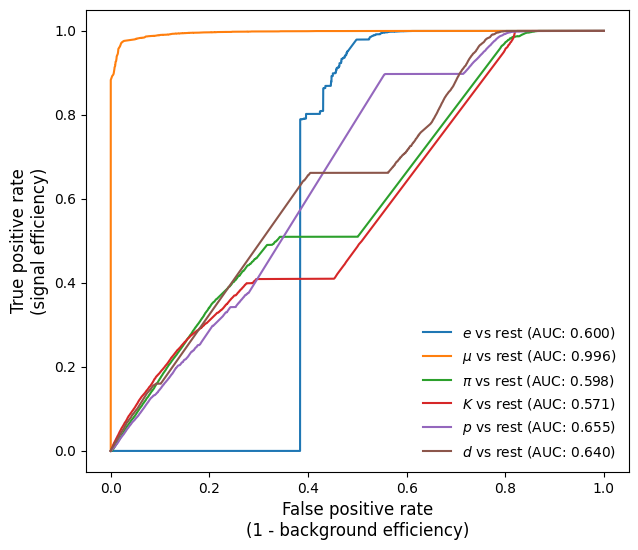 1.0
0.8
0.6
0.4
0.2
0.0
True positive rate
(signal efficiency)
e vs rest (AUC: 0.600)
μ vs rest (AUC: 0.996)
π vs rest (AUC: 0.598)
K vs rest (AUC: 0.571)
p vs rest (AUC: 0.655)
d vs rest (AUC: 0.640)
0.0 0.2 0.4 0.6 0.8 1.0
False positive rate
(1 - background efficiency)